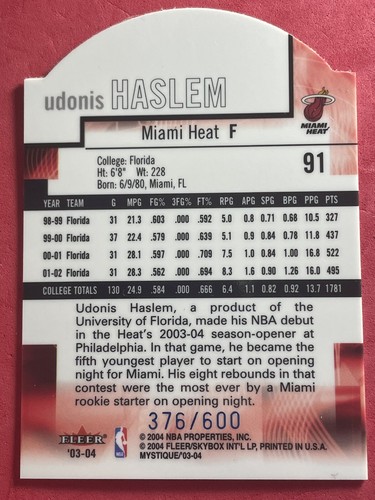 udonis HASLEM
MIAMI HEAT
Miami Heat F
91
College: Florida
Ht: 6'8" Wt: 228
Born: 6/9/80, Miami, FL
YEAR TEAM G MPG FG% 3FG% FT% RPG APG SPG BPG PPG PTS
98-99 Florida 31 21.3 .603 .000 .592 5.0 0.8 0.71 0.68 10.5 327
99-00 Florida 37 22.4 .579 .000 .639 5.1 0.9 0.84 0.78 11.8 437
00-01 Florida 31 28.1 .597 .000 .709 7.5 1.0 0.84 1.00 16.8 522
01-02 Florida 31 28.3 .562 .000 .694 8.3 1.6 0.90 1.26 16.0 495
COLLEGE TOTALS 130 24.9 .584 .000 .666 6.4 1.1 0.82 0.92 13.7 1781
Udonis Haslem, a product of the
University of Florida, made his NBA debut
in the Heat's 2003-04 season-opener at
Philadelphia. In that game, he became the
fifth youngest player to start on opening
night for Miami. His eight rebounds in that
contest were the most ever by a Miami
rookie starter on opening night.
376/600
FLEER
'03-04
NBA
© 2004 NBA PROPERTIES, INC.
© 2004 FLEER/SKYBOX INT'L LP, PRINTED IN U.S.A.
MYSTIQUE/'03-04